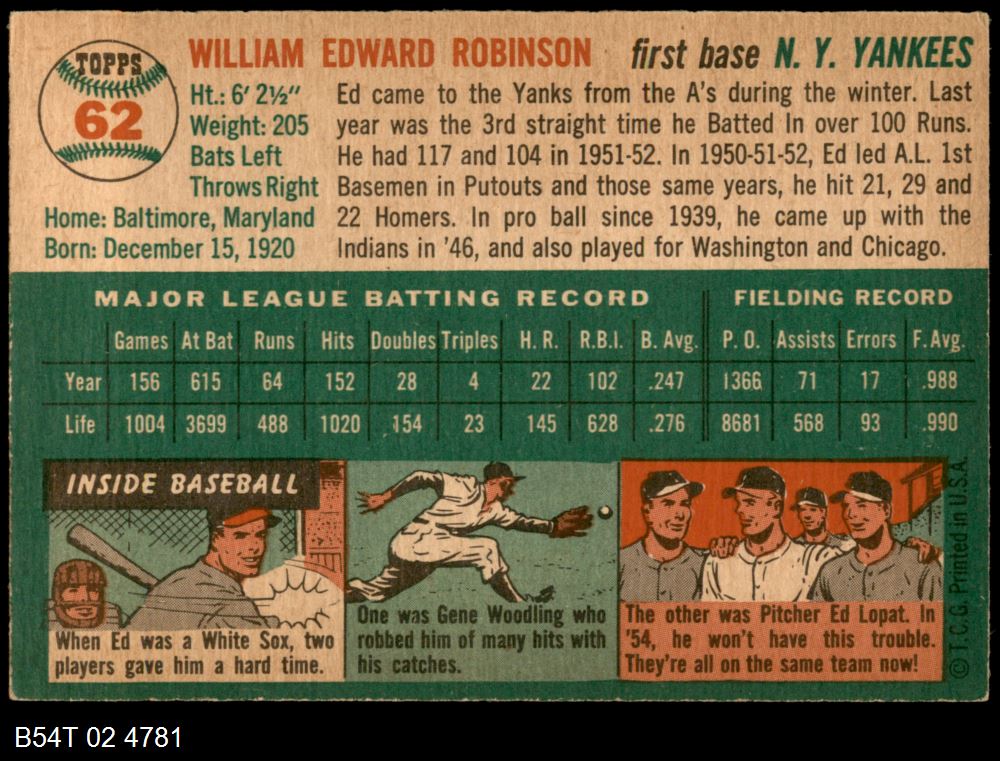 TOPPS
62
WILLIAM EDWARD ROBINSON first base N. Y. YANKEES
Ht.: 6' 2½"
Weight: 205
Bats Left
Throws Right
Home: Baltimore, Maryland
Born: December 15, 1920
Ed came to the Yanks from the A's during the winter. Last
year was the 3rd straight time he Batted In over 100 Runs.
He had 117 and 104 in 1951-52. In 1950-51-52, Ed led A.L. 1st
Basemen in Putouts and those same years, he hit 21, 29 and
22 Homers. In pro ball since 1939, he came up with the
Indians in '46, and also played for Washington and Chicago.
MAJOR LEAGUE BATTING RECORD FIELDING RECORD
Games At Bat Runs Hits Doubles Triples H. R. R.B.I. B. Avg. P. O. Assists Errors F. Avg.
Year 156 615 64 152 28 4 22 102 .247 1366 71 17 .988
Life 1004 3699 488 1020 154 23 145 628 .276 8681 568 93 .990
INSIDE BASEBALL
When Ed was a White Sox, two
players gave him a hard time.
One was Gene Woodling who
robbed him of many hits with
his catches.
The other was Pitcher Ed Lopat. In
'54, he won't have this trouble.
They're all on the same team now!
© T. C. G. Printed in U.S.A.
B54T 02 4781